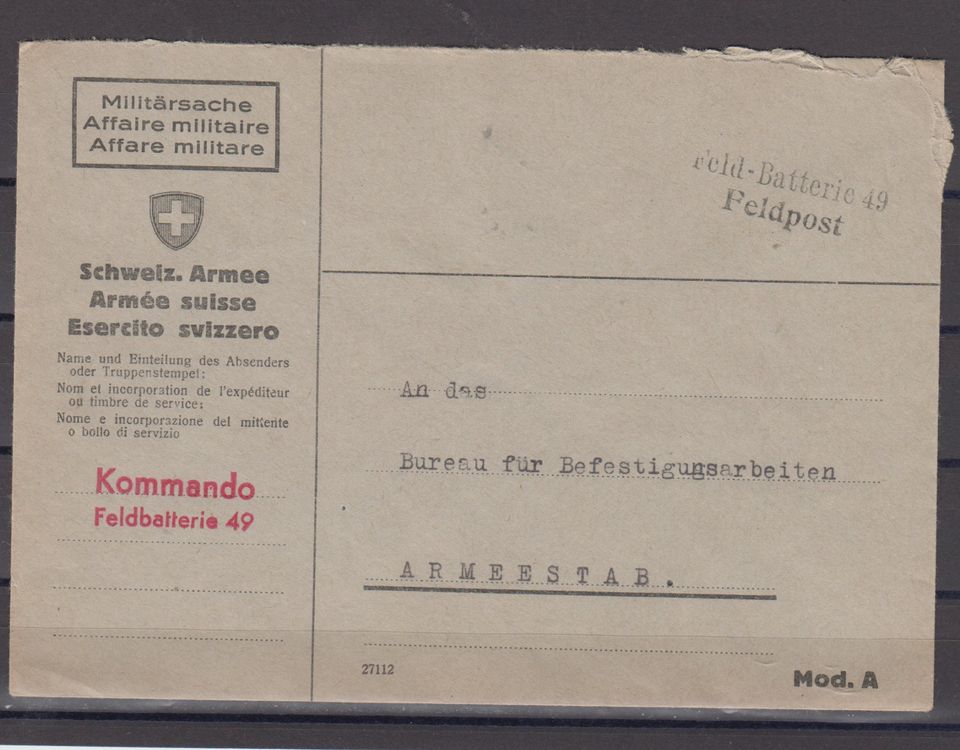 Militärsache
Affaire militaire
Affare militare
Schweiz. Armee
Armée suisse
Esercito svizzero
Name und Einteilung des Absenders
oder Truppenstempel:
Nom et incorporation de l'expéditeur
ou timbre de service:
Nome e incorporazione del mittente
o bollo di servizio
Kommando
Feldbatterie 49
Feld-Batterie 49
Feldpost
An das
Bureau für Befestigungsarbeiten
ARMEESTAB.
27112
Mod. A